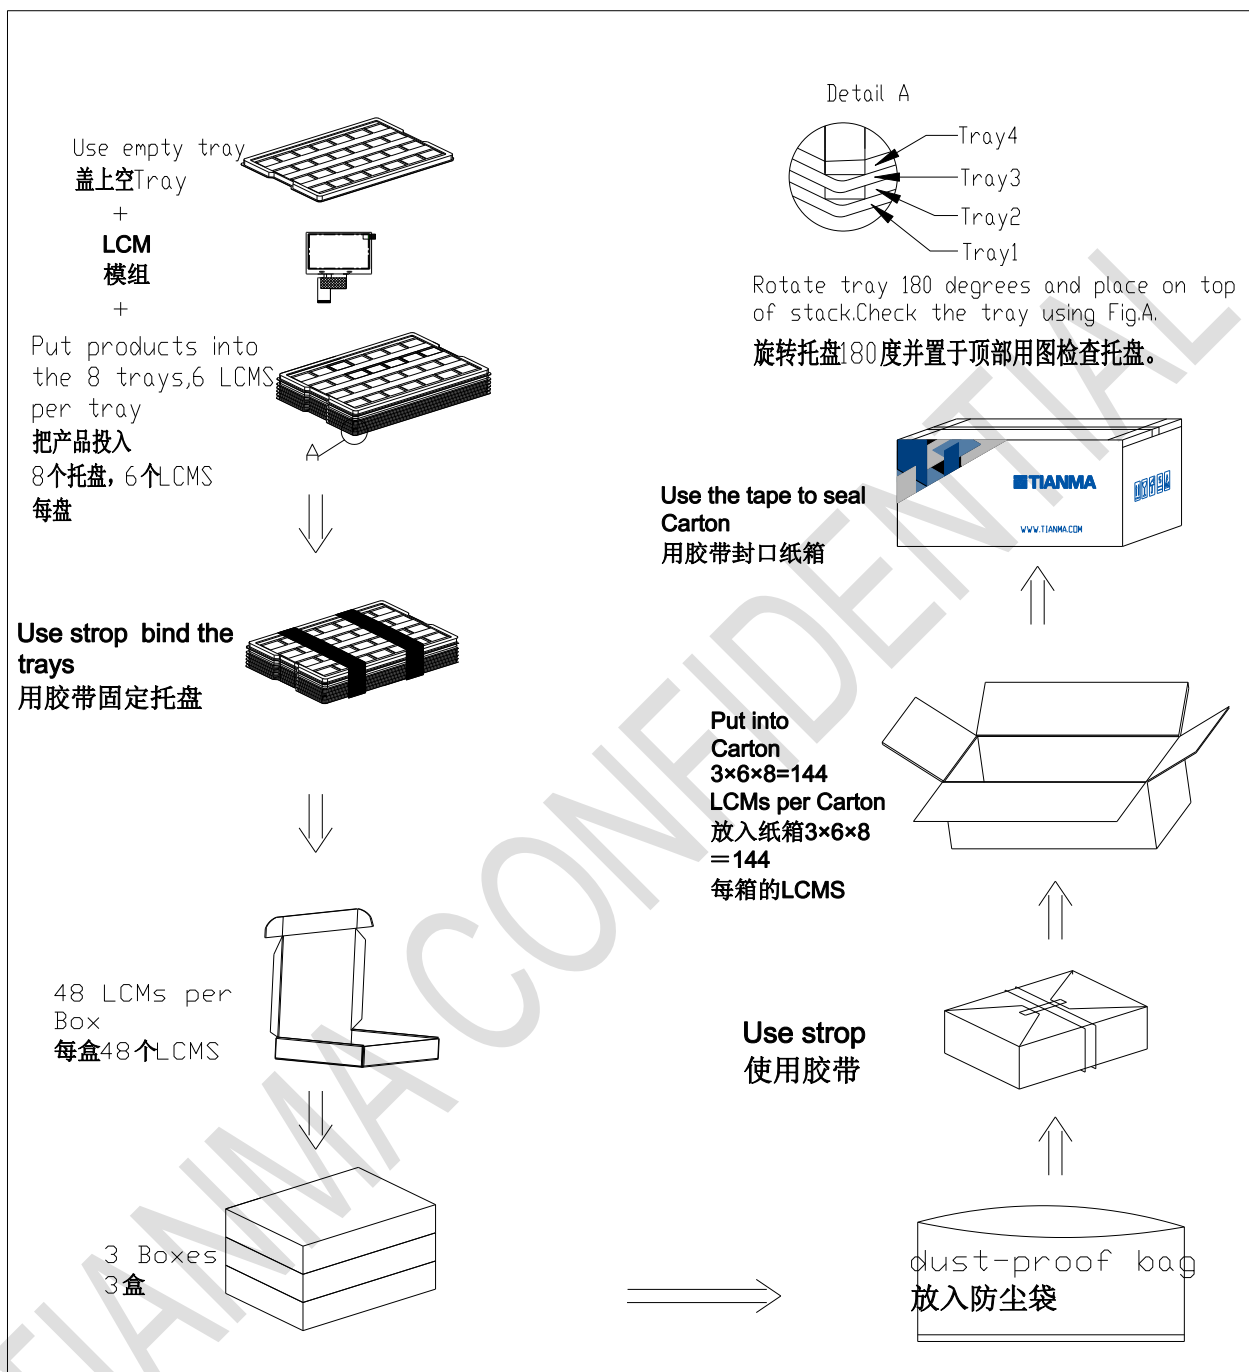 Use empty tray
盖上空Tray
+
LCM
模组
+
Put products into
the 8 trays,6 LCMS
per tray
把产品投入
8个托盘，6个LCMS
每盘
A
Use strop bind the
trays
用胶带固定托盘
48 LCMs per
Box
每盒48个LCMS
3 Boxes
3盒
dust-proof bag
放入防尘袋
Use strop
使用胶带
Put into
Carton
3×6×8=144
LCMs per Carton
放入纸箱3×6×8
＝144
每箱的LCMS
Use the tape to seal
Carton
用胶带封口纸箱
TIANMA
WWW.TIANMA.COM
Detail A
Tray4
Tray3
Tray2
Tray1
Rotate tray 180 degrees and place on top
of stack.Check the tray using Fig.A.
旋转托盘180度并置于顶部用图检查托盘。
TIANMA CONFIDENTIAL